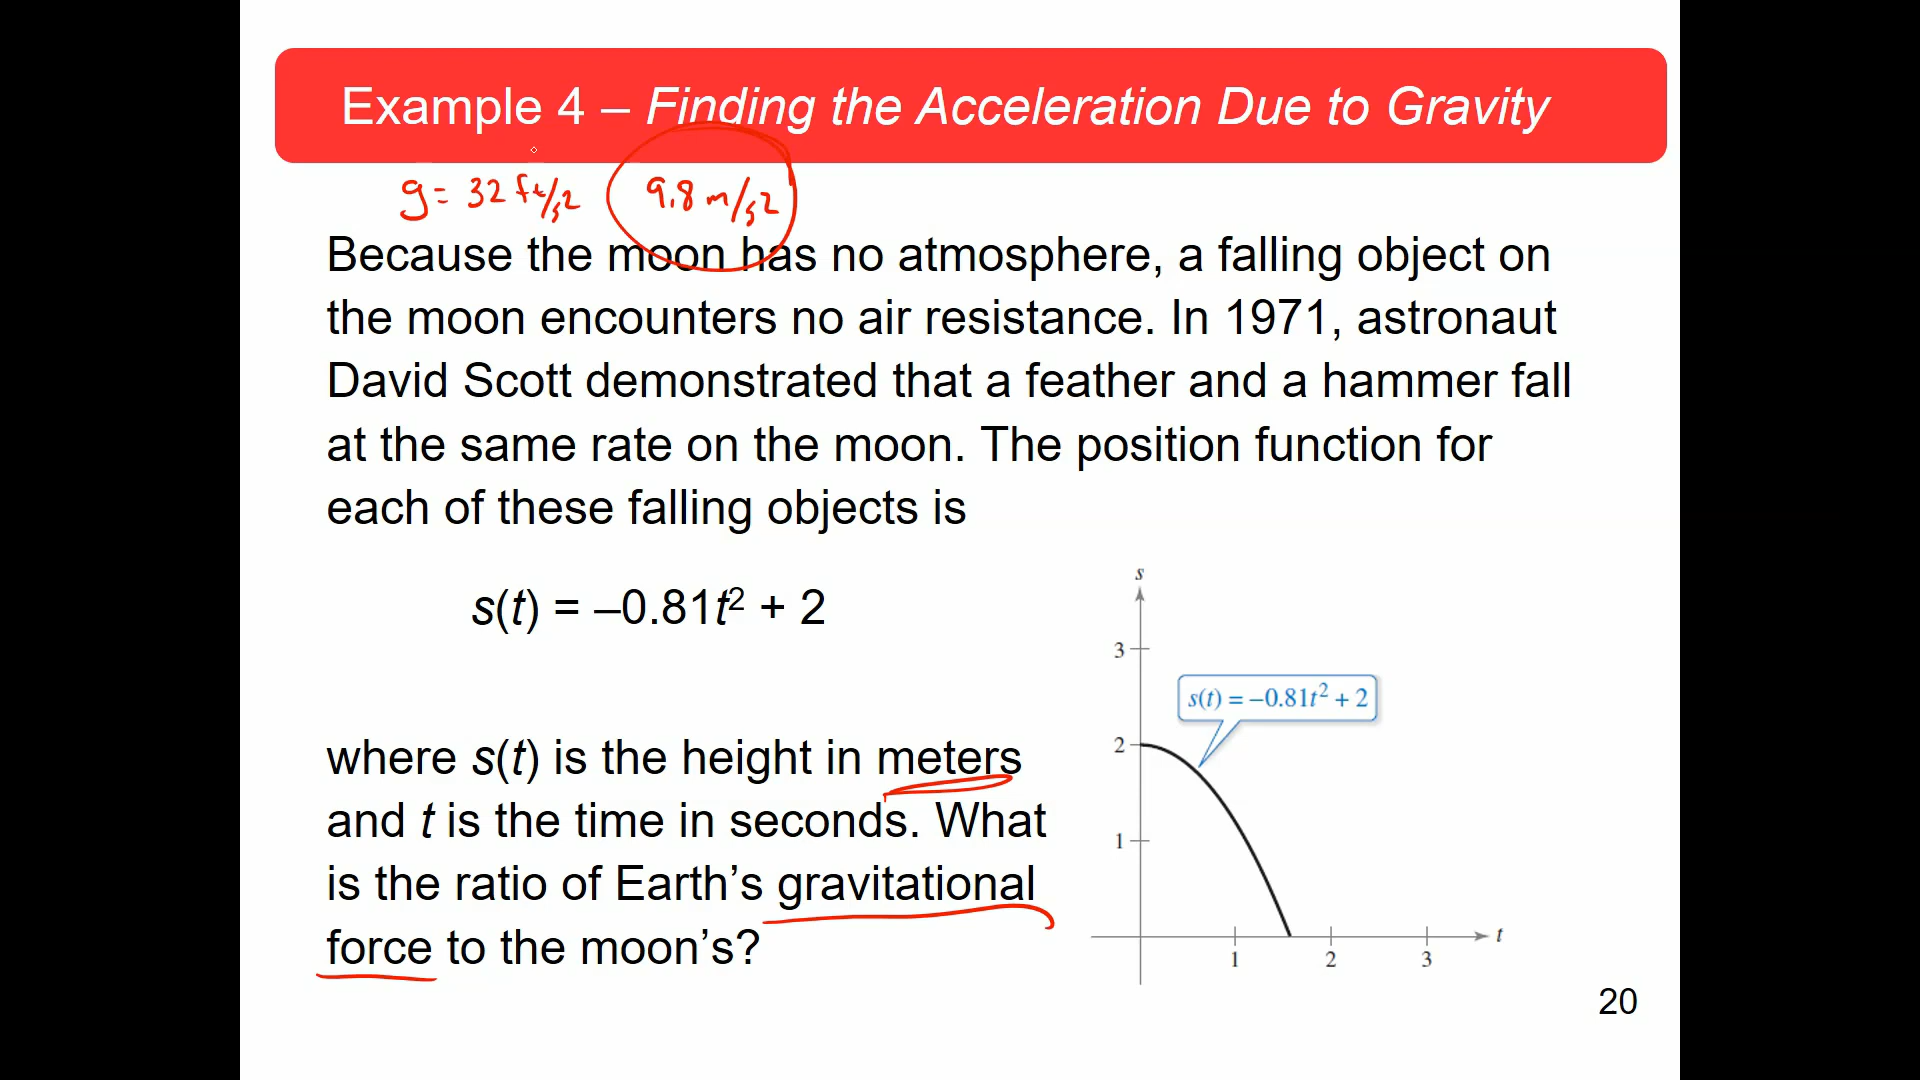 Example 4 – Finding the Acceleration Due to Gravity
g = 32 ft/s2 9.8 m/s2
Because the moon has no atmosphere, a falling object on
the moon encounters no air resistance. In 1971, astronaut
David Scott demonstrated that a feather and a hammer fall
at the same rate on the moon. The position function for
each of these falling objects is
s(t) = –0.81t² + 2
where s(t) is the height in meters
and t is the time in seconds. What
is the ratio of Earth’s gravitational
force to the moon’s?
s
3
s(t) = –0.81t² + 2
2
1
t
1 2 3
20